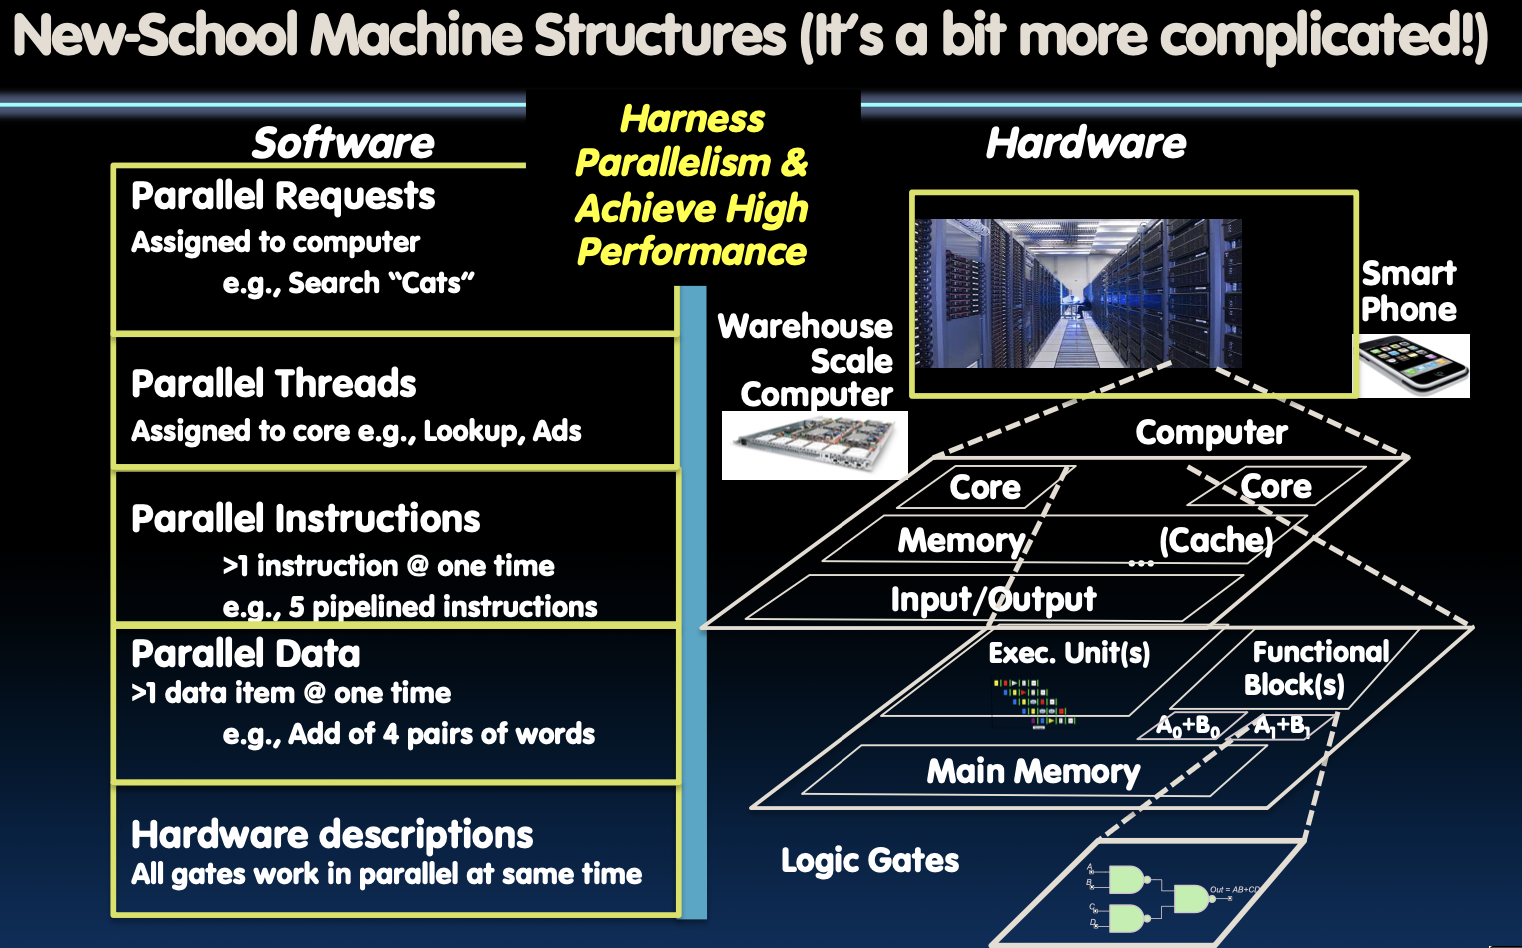 New-School Machine Structures (It's a bit more complicated!)
Software
Harness
Parallelism &
Achieve High
Performance
Hardware
Parallel Requests
Assigned to computer
e.g., Search “Cats”
Parallel Threads
Assigned to core e.g., Lookup, Ads
Parallel Instructions
>1 instruction @ one time
e.g., 5 pipelined instructions
Parallel Data
>1 data item @ one time
e.g., Add of 4 pairs of words
Hardware descriptions
All gates work in parallel at same time
Smart
Phone
Warehouse
Scale
Computer
Computer
Core
Core
Memory (Cache)
...
Input/Output
Exec. Unit(s)
Functional
Block(s)
A0+B0
A1+B1
Main Memory
Logic Gates
A
B
C
D
Out = AB+CD